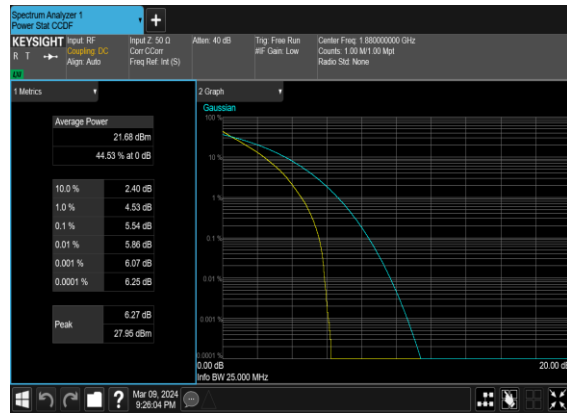 Spectrum Analyzer 1
Power Stat CCDF
KEYSIGHT
R T
Input: RF
Coupling: DC
Align: Auto
Input Z: 50 Ω
Corr CCorr
Freq Ref: Int (S)
Atten: 40 dB
Trig: Free Run
#IF Gain: Low
Center Freq: 1.880000000 GHz
Counts: 1.00 M/1.00 Mpt
Radio Std: None
1 Metrics
Average Power
21.68 dBm
44.53 % at 0 dB
10.0 % 2.40 dB
1.0 % 4.53 dB
0.1 % 5.54 dB
0.01 % 5.86 dB
0.001 % 6.07 dB
0.0001 % 6.25 dB
Peak
6.27 dB
27.95 dBm
2 Graph
Gaussian
100 %
10 %
1 %
0.1 %
0.01 %
0.001 %
0.0001 %
0.00 dB
20.00 dB
Info BW 25.000 MHz
?
Mar 09, 2024
9:26:04 PM